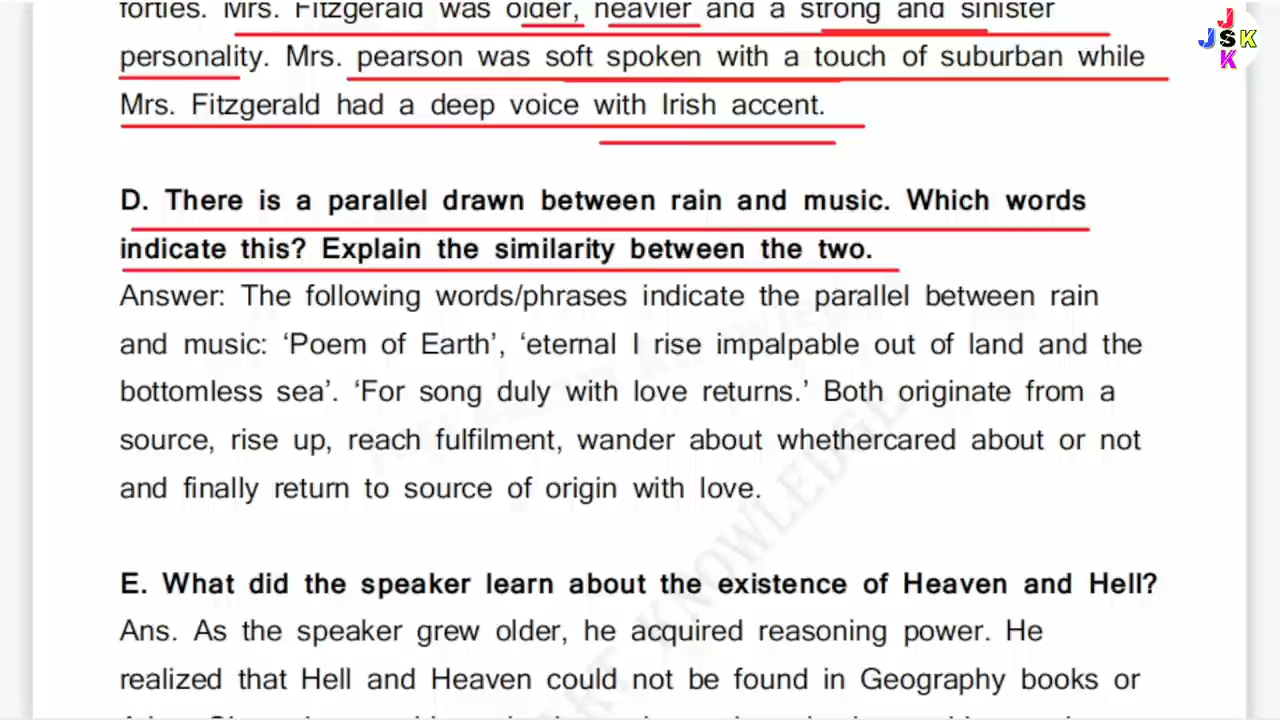 forties. Mrs. Fitzgerald was older, heavier and a strong and sinister
personality. Mrs. pearson was soft spoken with a touch of suburban while
Mrs. Fitzgerald had a deep voice with Irish accent.
D. There is a parallel drawn between rain and music. Which words
indicate this? Explain the similarity between the two.
Answer: The following words/phrases indicate the parallel between rain
and music: ‘Poem of Earth’, ‘eternal I rise impalpable out of land and the
bottomless sea’. ‘For song duly with love returns.’ Both originate from a
source, rise up, reach fulfilment, wander about whethercared about or not
and finally return to source of origin with love.
E. What did the speaker learn about the existence of Heaven and Hell?
Ans. As the speaker grew older, he acquired reasoning power. He
realized that Hell and Heaven could not be found in Geography books or
J
JSK
K
KNOWLEDGE